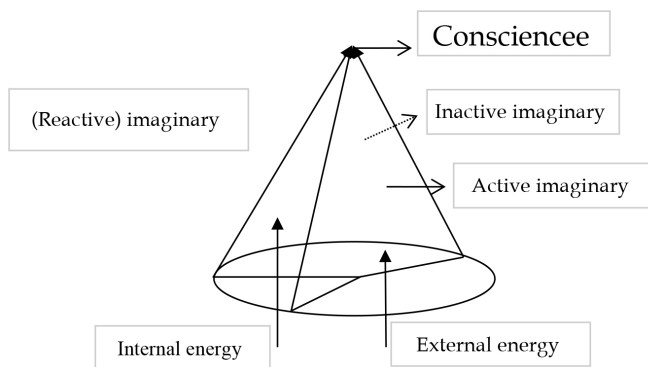 Consciencee
Inactive imaginary
(Reactive) imaginary
Active imaginary
Internal energy
External energy